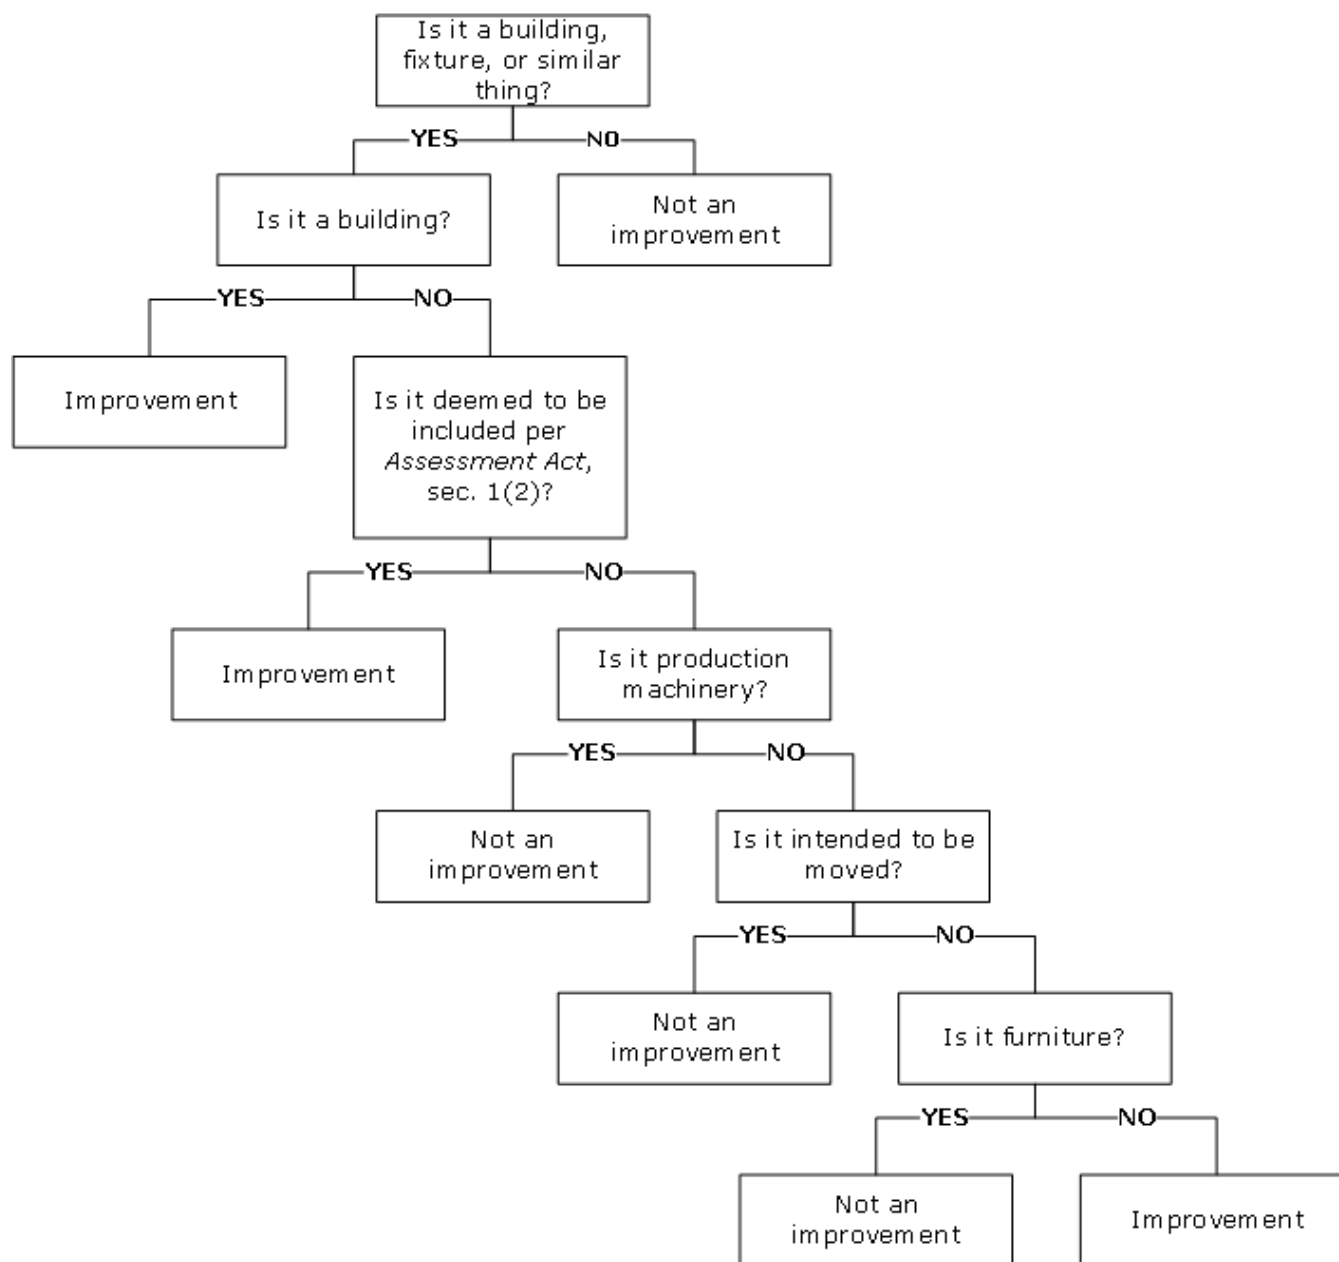 Is it a building,
fixture, or similar
thing?
YES
NO
Is it a building?
Not an
improvement
YES
NO
Improvement
Is it deemed to be
included per
Assessment Act,
sec. 1(2)?
YES
NO
Improvement
Is it production
machinery?
YES
NO
Not an
improvement
Is it intended to be
moved?
YES
NO
Not an
improvement
Is it furniture?
YES
NO
Not an
improvement
Improvement